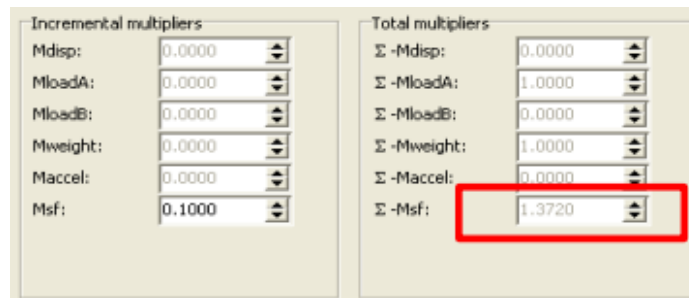 Incremental multipliers
Mdisp: 0.0000
MloadA: 0.0000
MloadB: 0.0000
Mweight: 0.0000
Maccel: 0.0000
Msf: 0.1000
Total multipliers
Σ -Mdisp: 0.0000
Σ -MloadA: 1.0000
Σ -MloadB: 0.0000
Σ -Mweight: 1.0000
Σ -Maccel: 0.0000
Σ -Msf: 1.3720